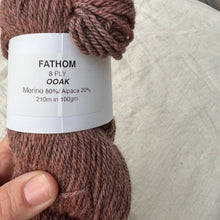 FATHOM
8 PLY
OOAK
Merino 80%/ Alpaca 20%
210m in 100gm